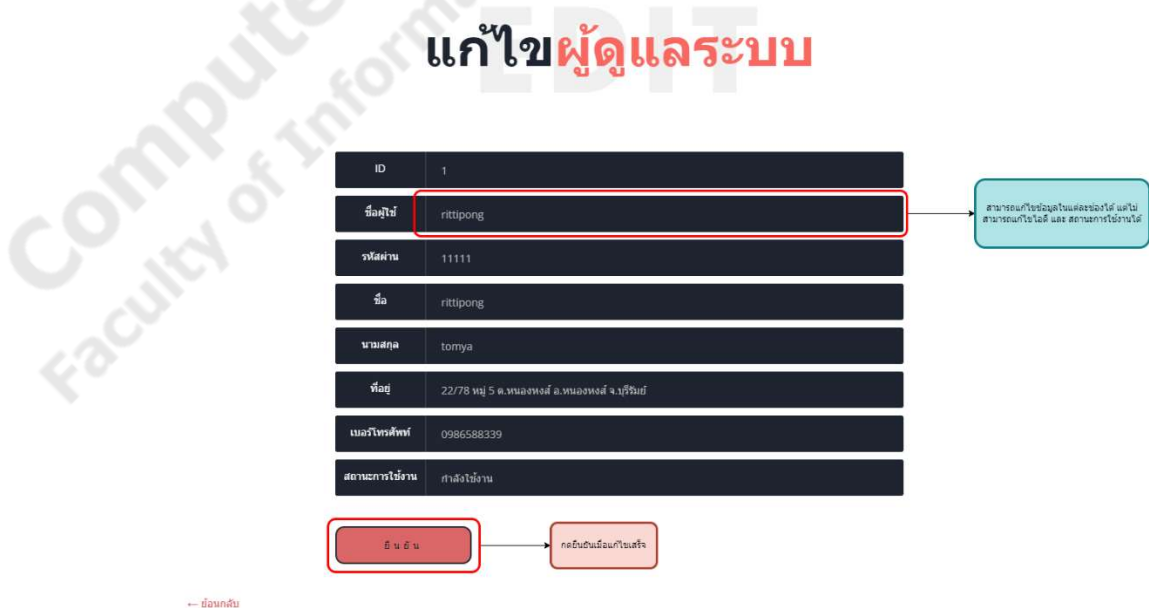 Compute
Faculty of Inform
EDIT
แก้ไขผู้ดูแลระบบ
ID 1
ชื่อผู้ใช้ rittipong
รหัสผ่าน 11111
ชื่อ rittipong
นามสกุล tomya
ที่อยู่ 22/78 หมู่ 5 ต.หนองหงส์ อ.หนองหงส์ จ.บุรีรัมย์
เบอร์โทรศัพท์ 0986588339
สถานะการใช้งาน กำลังใช้งาน
สามารถแก้ไขข้อมูลในแต่ละช่องได้ แต่ไม่
สามารถแก้ไขไอดี และ สถานะการใช้งานได้
ยืนยัน
กดยืนยันเมื่อแก้ไขเสร็จ
← ย้อนกลับ